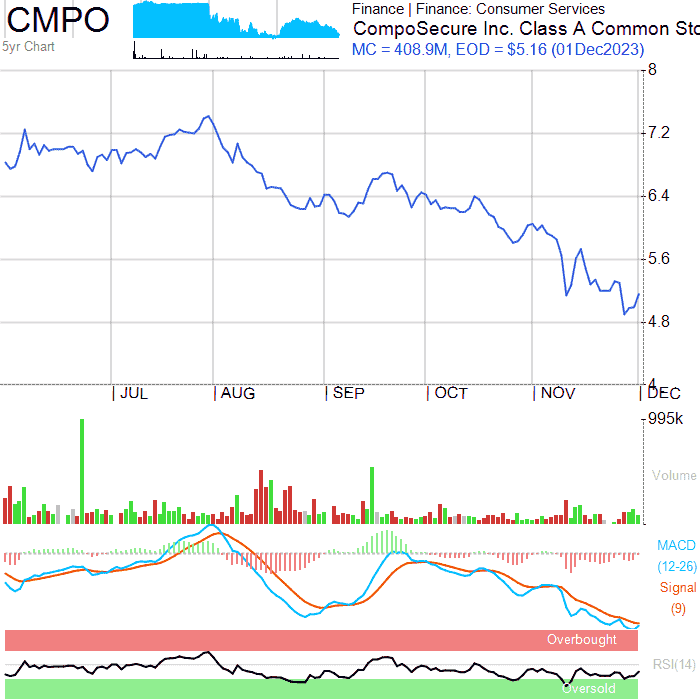 CMPO
5yr Chart
Finance | Finance: Consumer Services
CompoSecure Inc. Class A Common Sto
MC = 408.9M, EOD = $5.16 (01Dec2023)
8
7.2
6.4
5.6
4.8
4
| JUL | AUG | SEP | OCT | NOV | DEC
995k
Volume
MACD
(12-26)
Signal
(9)
Overbought
RSI(14)
Oversold